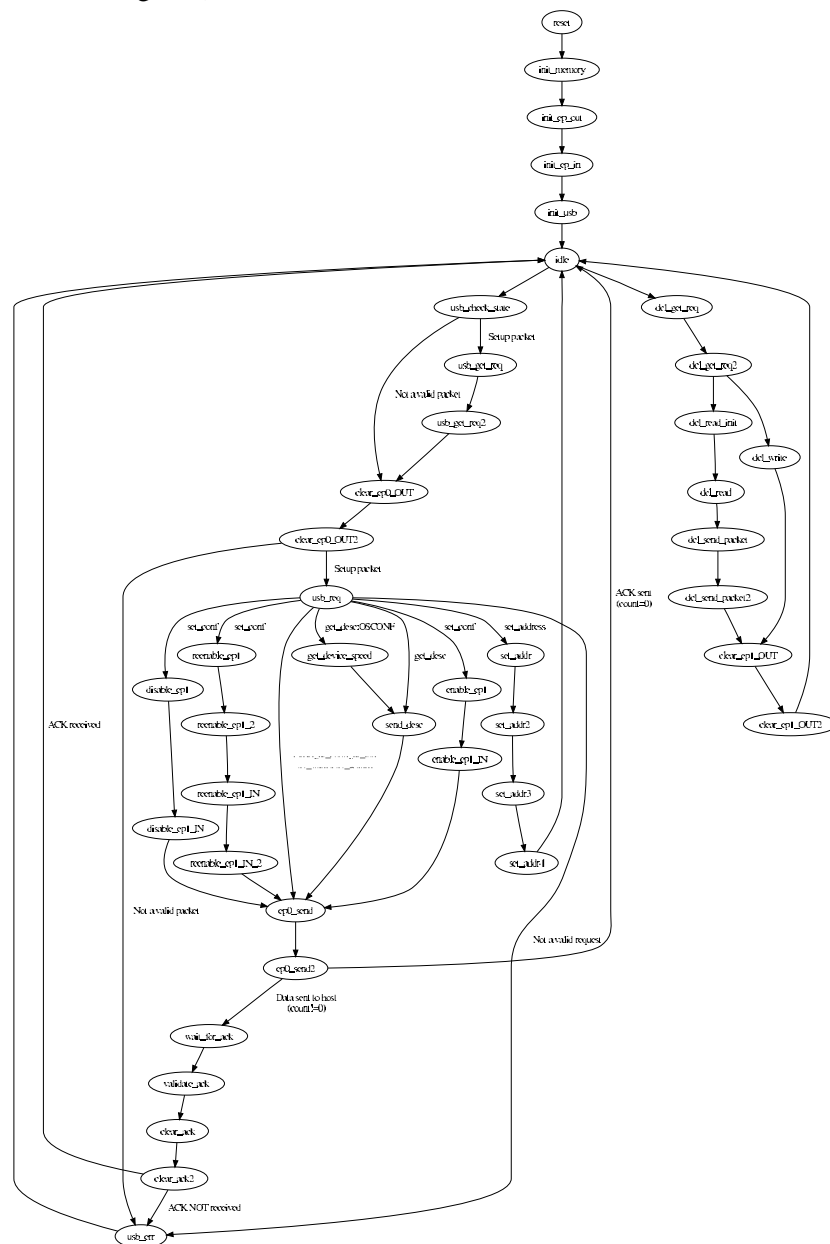 reset
init_memory
init_ep_out
init_ep_in
init_usb
idle
usb_check_state
dcl_get_req
Setup packet
usb_get_req
dcl_get_req2
Not a valid packet
usb_get_req2
dcl_read_init
dcl_write
clear_ep0_OUT
dcl_read
clear_ep0_OUT2
dcl_send_packet
Setup packet
usb_req
dcl_send_packet2
ACK sent
(count=0)
set_conf
set_conf
get_desc:OSCONF
get_desc
set_conf
set_address
reenable_ep1
get_device_speed
set_addr
clear_ep1_OUT
disable_ep1
enable_ep1
ACK received
reenable_ep1_2
send_desc
set_addr2
clear_ep1_OUT2
enable_ep1_IN
reenable_ep1_IN
set_addr3
disable_ep1_IN
reenable_ep1_IN_2
set_addr4
Not a valid packet
ep0_send
Not a valid request
ep0_send2
Data sent to host
(count!=0)
wait_for_ack
validate_ack
clear_ack
clear_ack2
ACK NOT received
usb_err